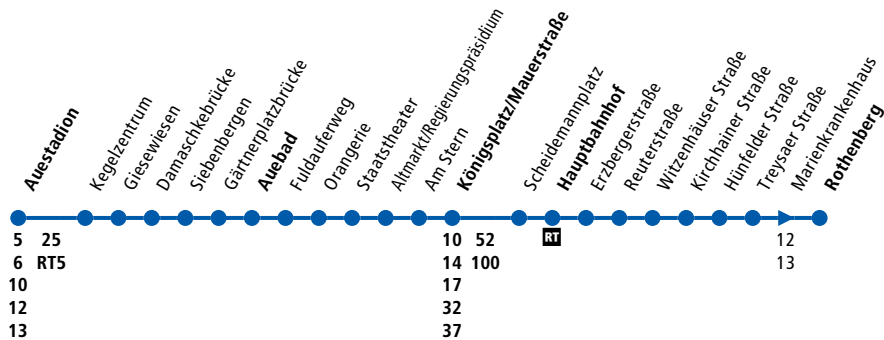 Auestadion
Kegelzentrum
Giesewiesen
Damaschkebrücke
Siebenbergen
Gärtnerplatzbrücke
Auebad
Fuldauferweg
Orangerie
Staatstheater
Altmarkt/Regierungspräsidium
Am Stern
Königsplatz/Mauerstraße
Scheidemannplatz
Hauptbahnhof
Erzbergerstraße
Reuterstraße
Witzenhäuser Straße
Kirchhainer Straße
Hünfelder Straße
Treysaer Straße
Marienkrankenhaus
Rothenberg
5 25
6 RT5
10
12
13
10 52
14 100
17
32
37
RT
12
13